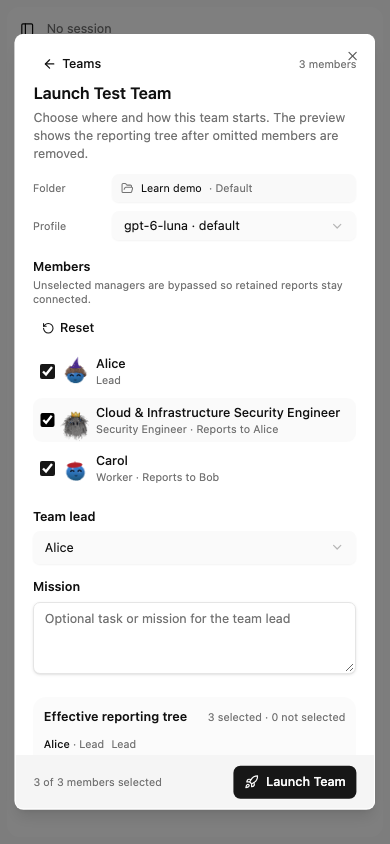 No session
Teams
3 members
Launch Test Team
Choose where and how this team starts. The preview
shows the reporting tree after omitted members are
removed.
Folder
Learn demo · Default
Profile
gpt-6-luna · default
Members
Unselected managers are bypassed so retained reports stay
connected.
Reset
Alice
Lead
Cloud & Infrastructure Security Engineer
Security Engineer · Reports to Alice
Carol
Worker · Reports to Bob
Team lead
Alice
Mission
Optional task or mission for the team lead
Effective reporting tree 3 selected · 0 not selected
Alice · Lead Lead
3 of 3 members selected
Launch Team